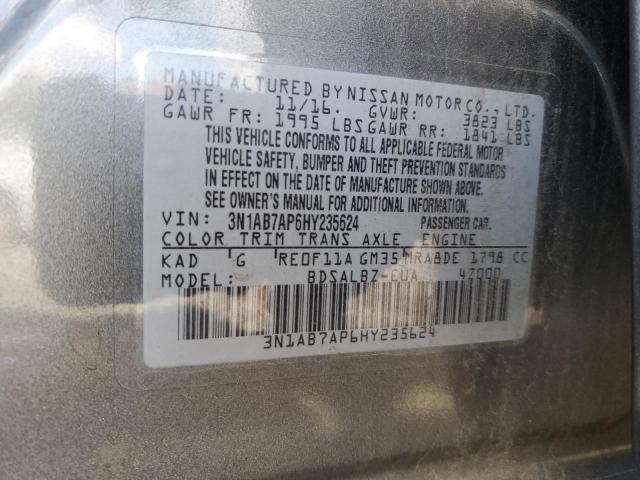 MANUFACTURED BY NISSAN MOTOR CO., LTD.
DATE: 11/16. GVWR: 3823 LBS
GAWR FR: 1995 LBS GAWR RR: 1841 LBS
THIS VEHICLE CONFORMS TO ALL APPLICABLE FEDERAL MOTOR
VEHICLE SAFETY, BUMPER AND THEFT PREVENTION STANDARDS
IN EFFECT ON THE DATE OF MANUFACTURE SHOWN ABOVE.
SEE OWNER'S MANUAL FOR ADDITIONAL INFORMATION.
VIN: 3N1AB7AP6HY235624 PASSENGER CAR.
COLOR TRIM TRANS AXLE ENGINE
KAD G RE0F11A GM35 MRA8DE 1798 CC
MODEL: BDSALBZ-EUA 42000
3N1AB7AP6HY235624